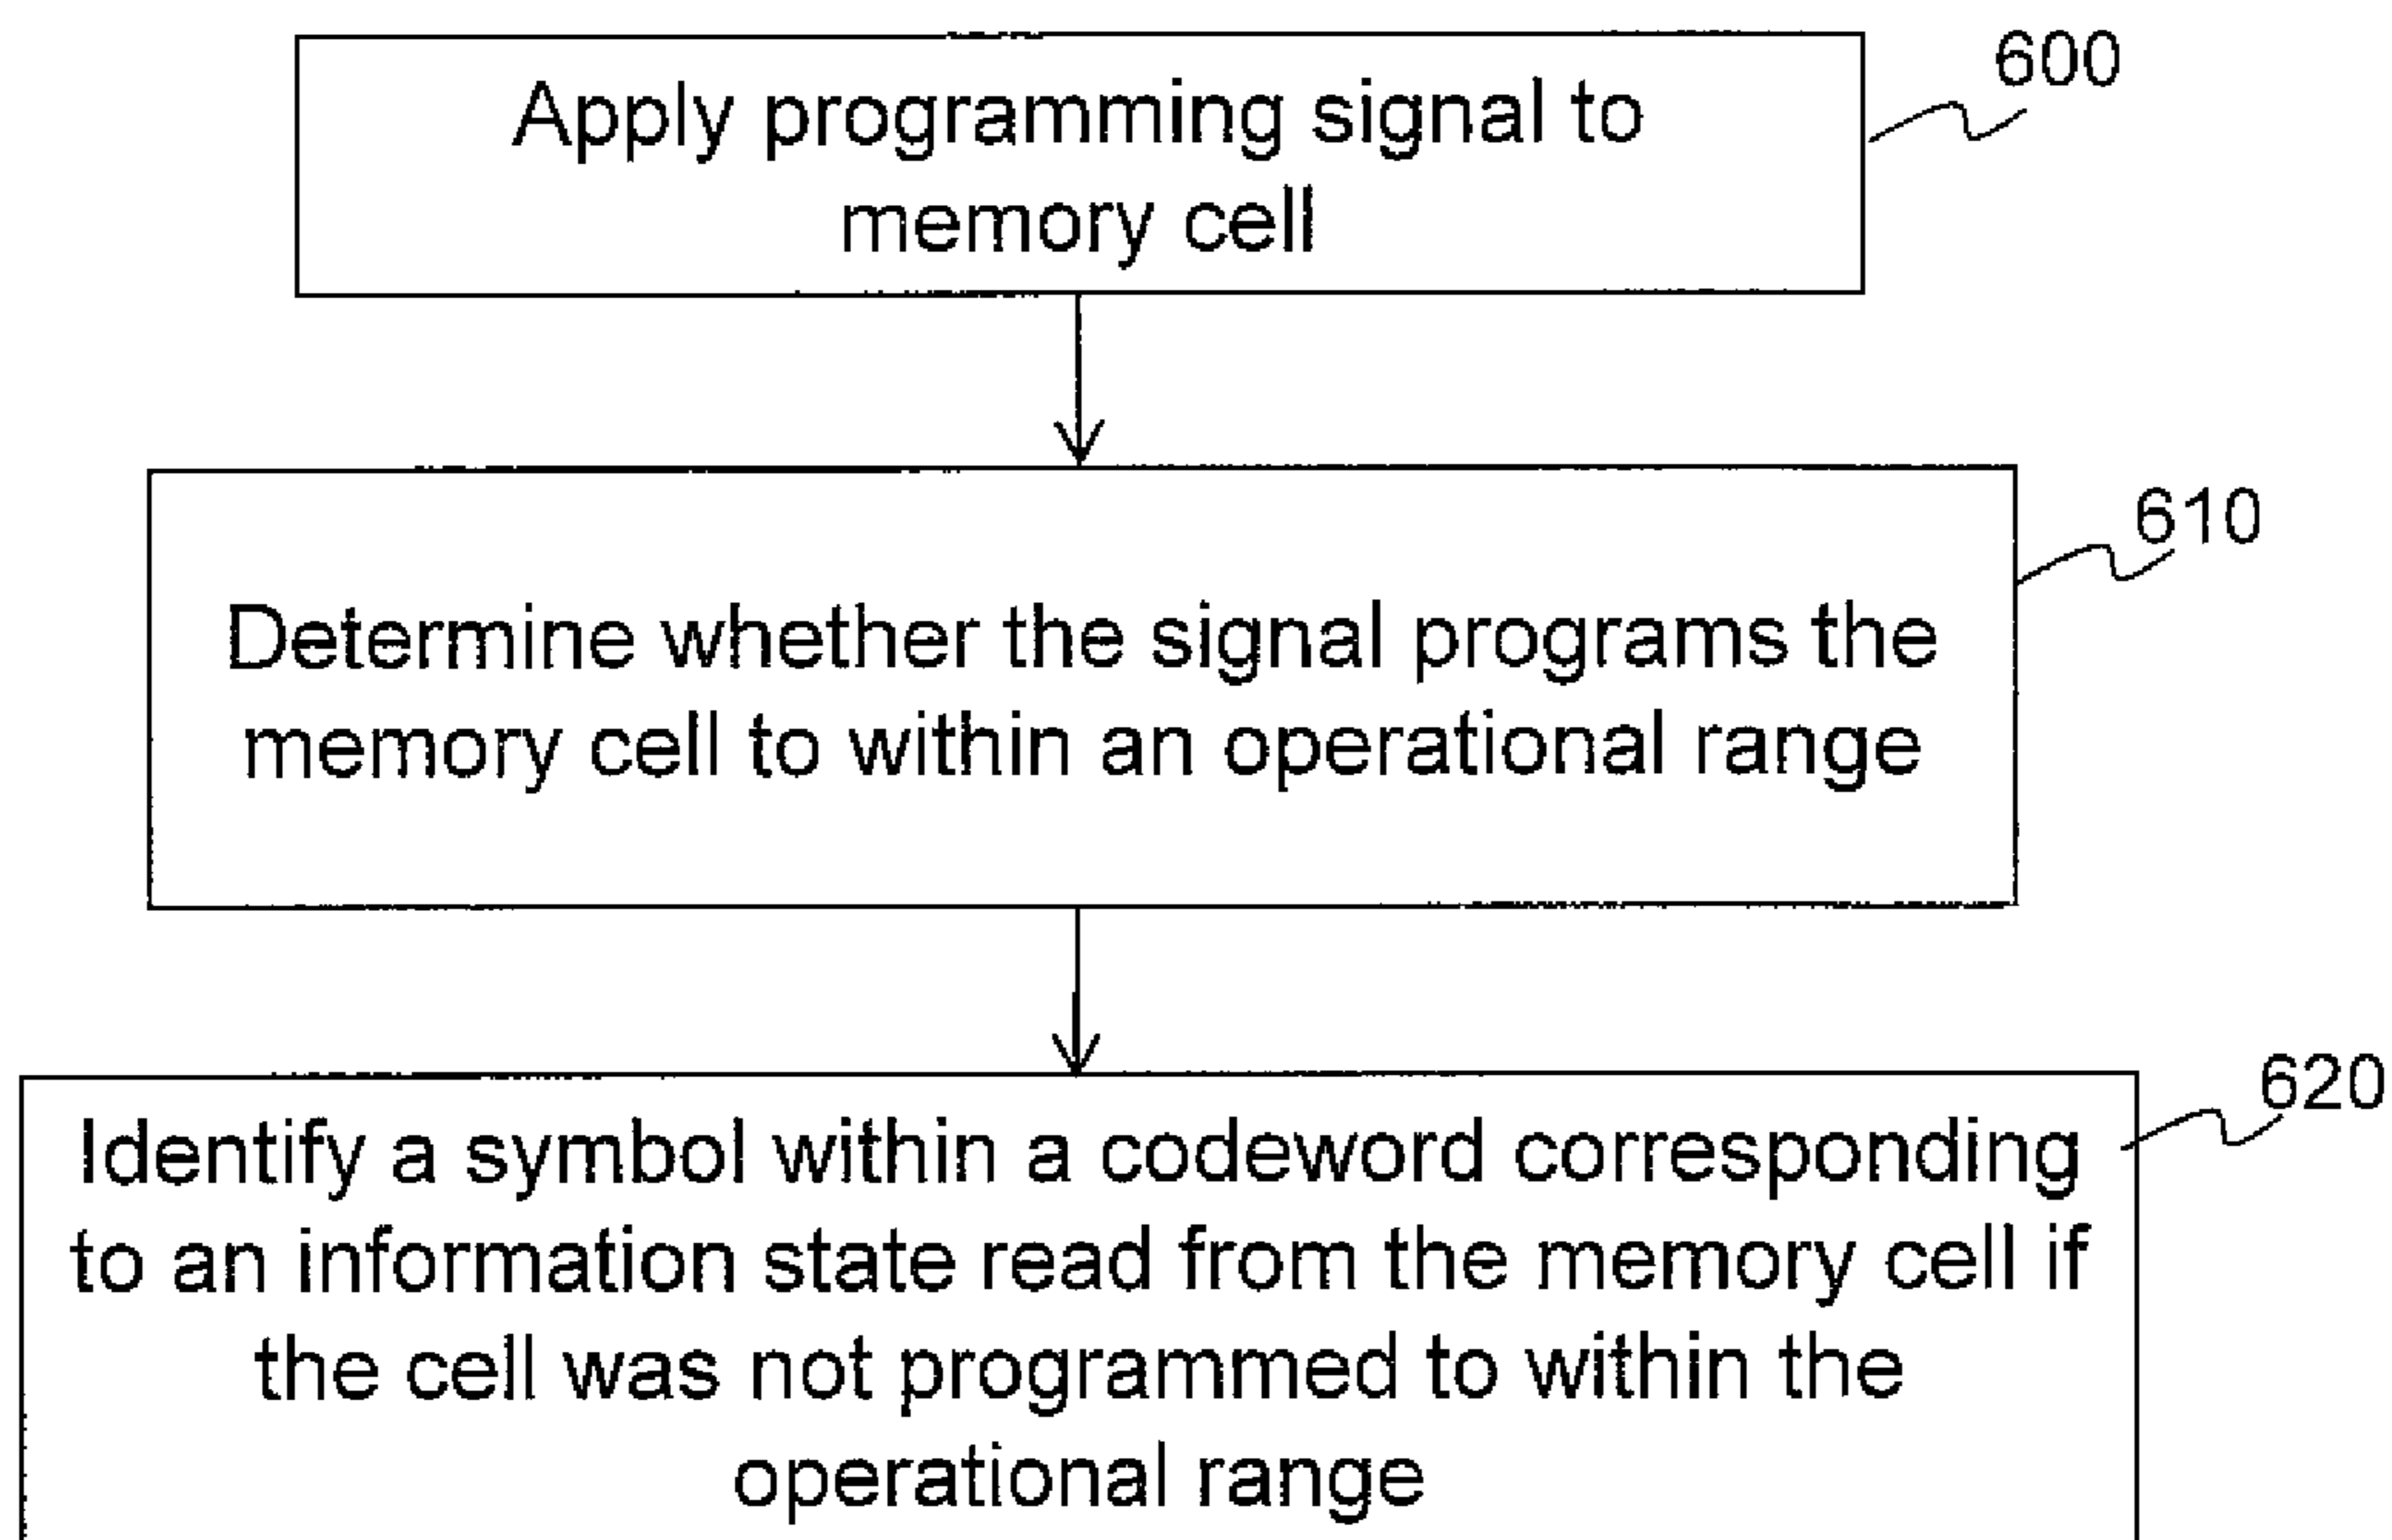 600
Apply programming signal to
memory cell
610
Determine whether the signal programs the
memory cell to within an operational range
620
Identify a symbol within a codeword corresponding
to an information state read from the memory cell if
the cell was not programmed to within the
operational range